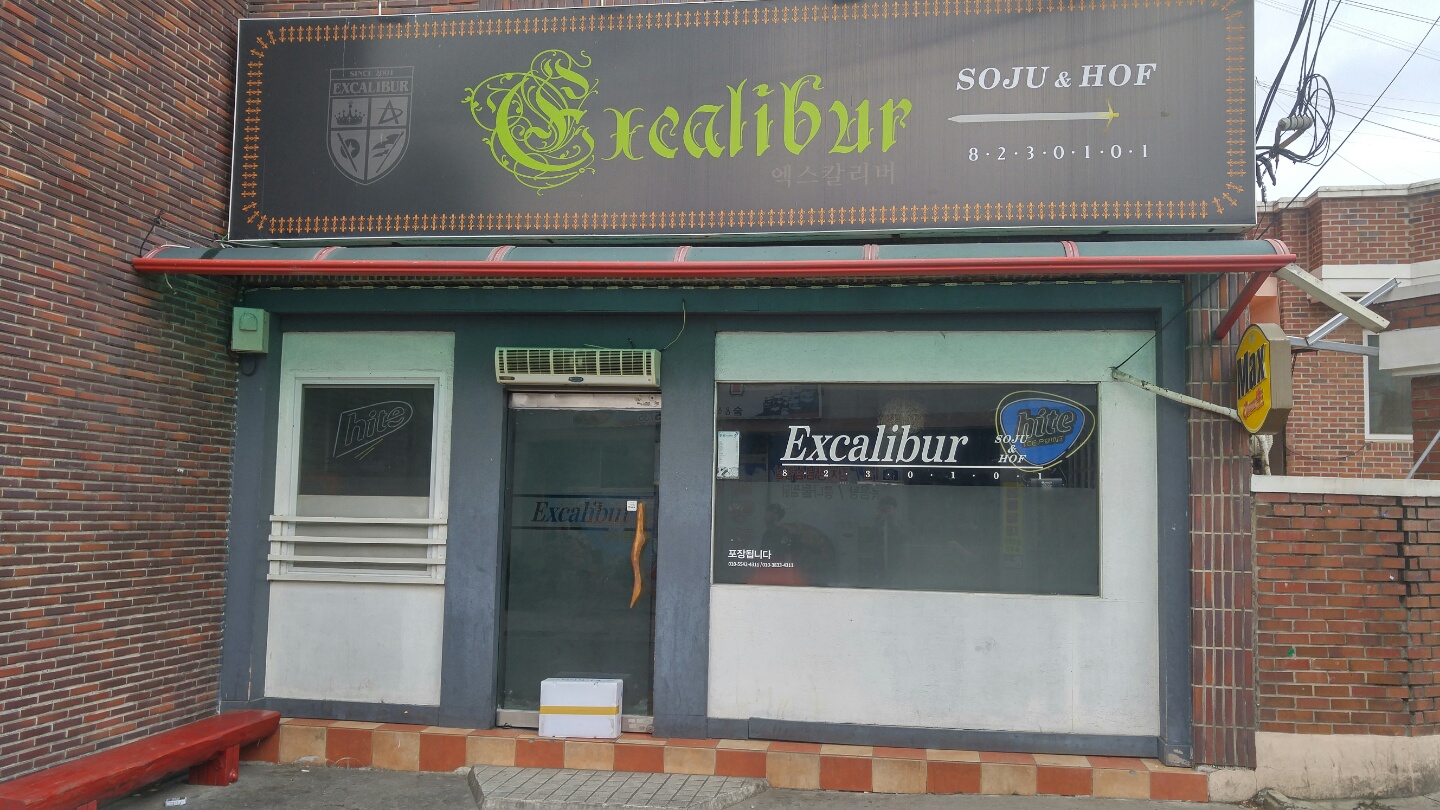 SINCE 2001
EXCALIBUR
Excalibur
엑스칼리버
SOJU & HOF
8·2·3·0·1·0·1
hite
Excalibur
Excalibur
SOJU
&
HOF
8·2·3·0·1·0·1
hite
포장됩니다
Max